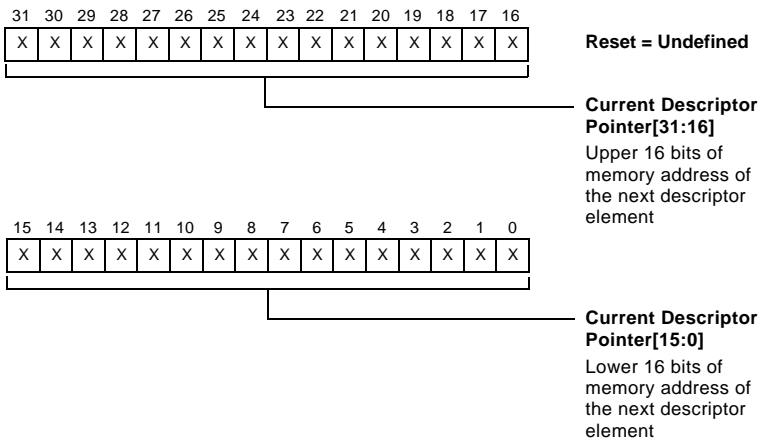 31 30 29 28 27 26 25 24 23 22 21 20 19 18 17 16
X X X X X X X X X X X X X X X X
Reset = Undefined
Current Descriptor
Pointer[31:16]
Upper 16 bits of
memory address of
the next descriptor
element
15 14 13 12 11 10 9 8 7 6 5 4 3 2 1 0
X X X X X X X X X X X X X X X X
Current Descriptor
Pointer[15:0]
Lower 16 bits of
memory address of
the next descriptor
element